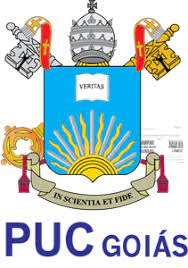 VERITAS
IN SCIENTIA ET FIDE
PUC GOIÁS